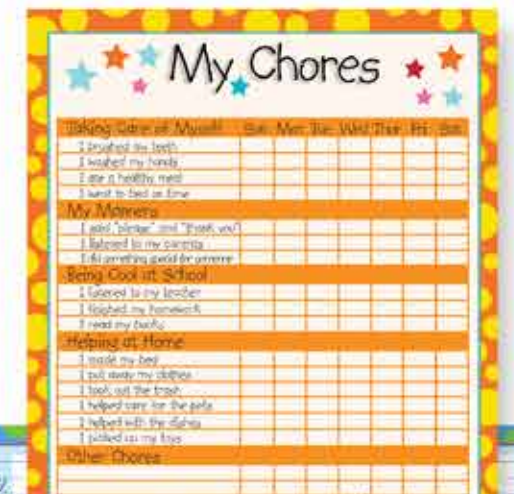 My Chores
Taking Care of Myself Sun Mon Tue Wed Thur Fri Sat
I brushed my teeth
I washed my hands
I ate a healthy meal
I went to bed on time
My Manners
I said "please" and "thank you"
I listened to my parents
I did something good for someone
Being Cool at School
I listened to my teacher
I finished my homework
I read my books
Helping at Home
I made my bed
I put away my clothes
I took out the trash
I helped care for the pets
I helped with the dishes
I picked up my toys
Other Chores